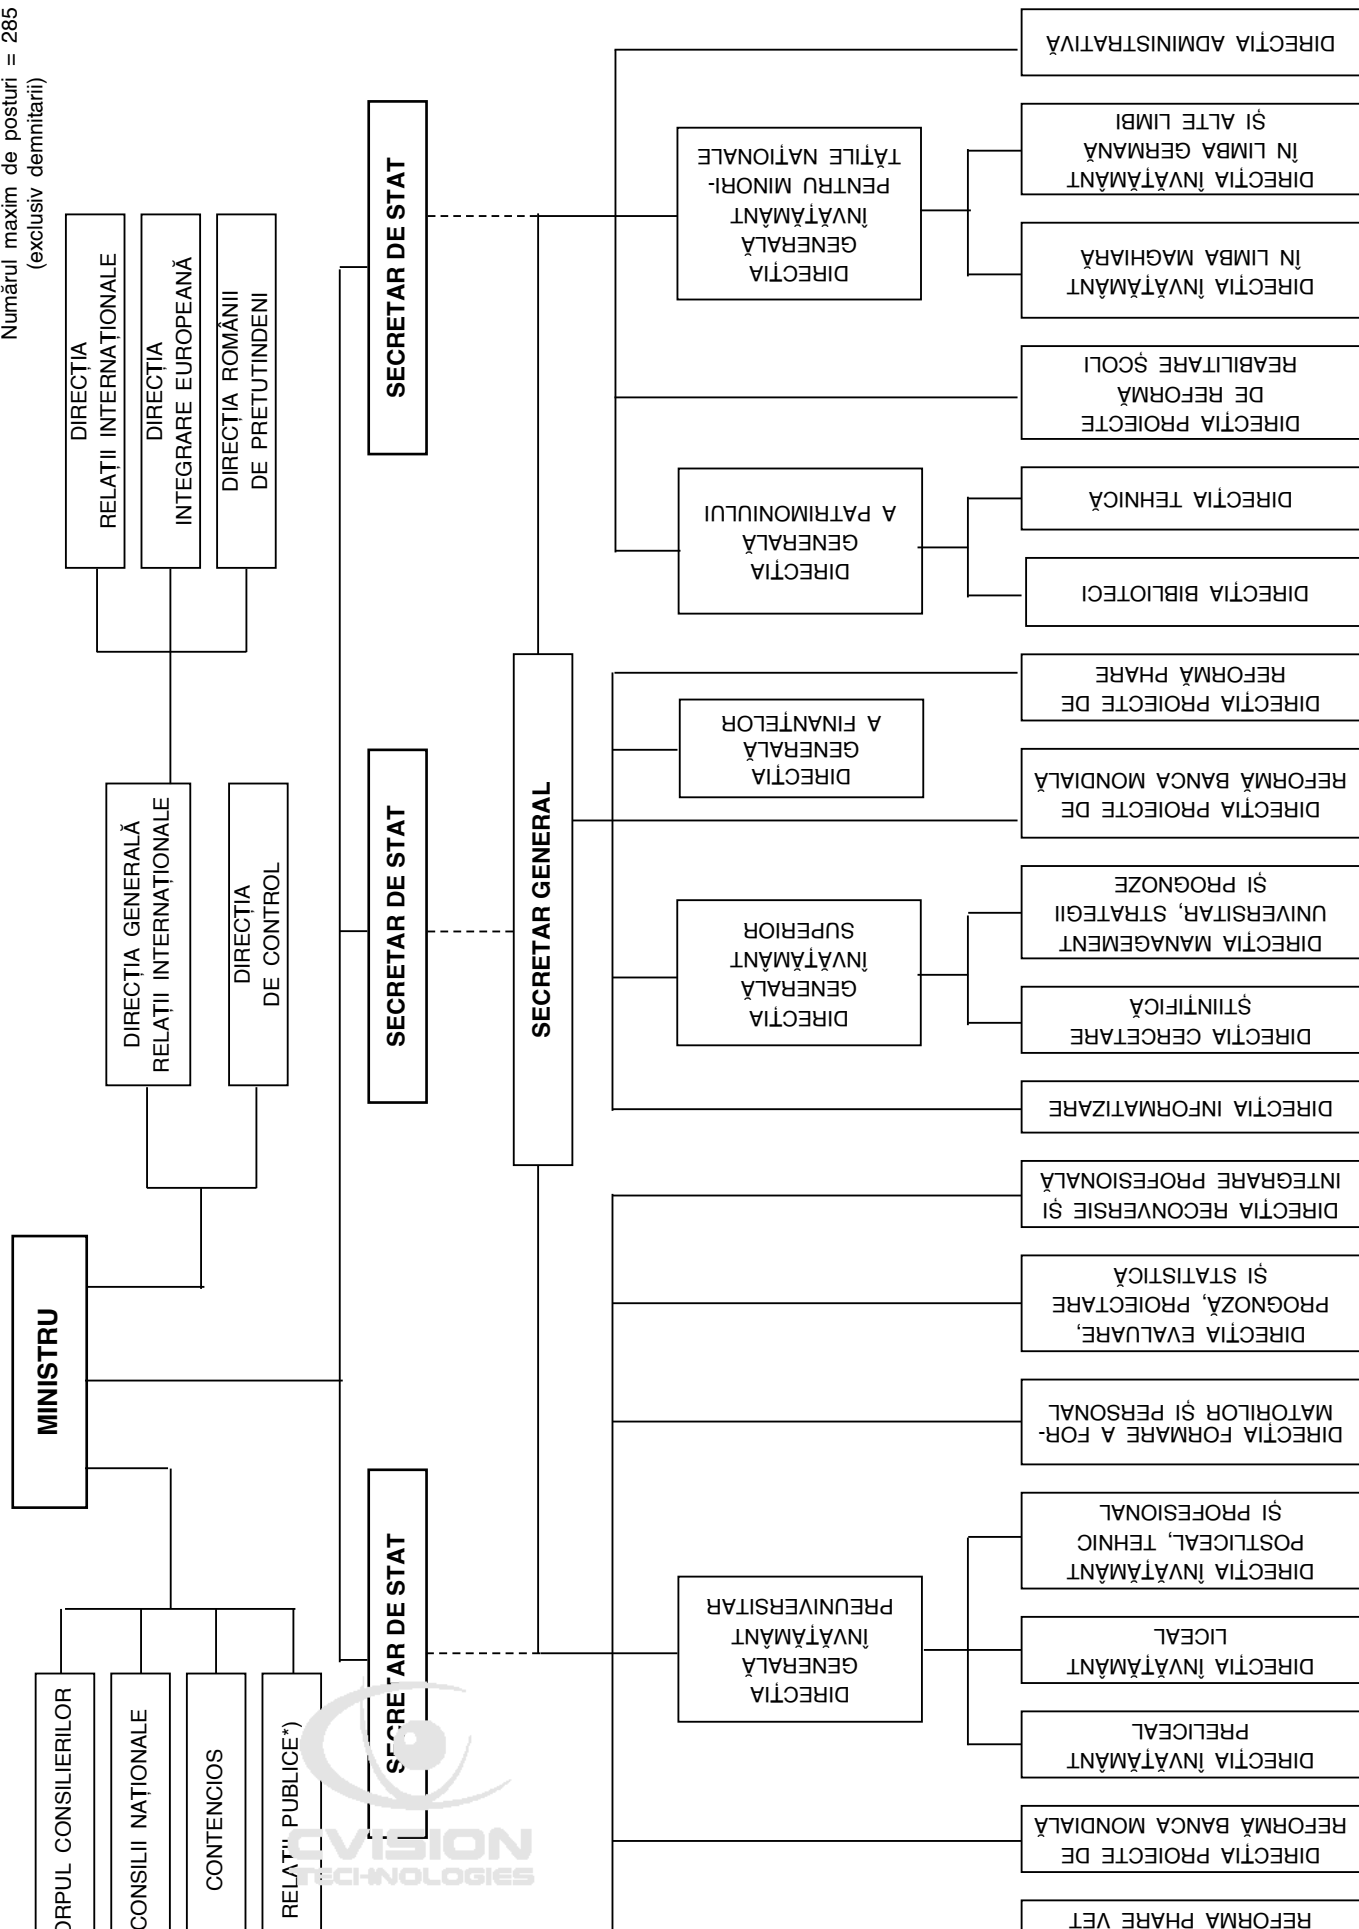 Numărul maxim de posturi = 285
(exclusiv demnitarii)
MINISTRU
CONSILIERILOR
CONSILII NAȚIONALE
CONTENCIOS
RELAȚII PUBLICE*)
DIRECȚIA GENERALĂ
RELAȚII INTERNAȚIONALE
DIRECȚIA
DE CONTROL
DIRECȚIA
RELAȚII INTERNAȚIONALE
DIRECȚIA
INTEGRARE EUROPEANĂ
DIRECȚIA ROMÂNII
DE PRETUTINDENI
SECRETAR DE STAT
SECRETAR DE STAT
SECRETAR DE STAT
SECRETAR GENERAL
DIRECȚIA
GENERALĂ
ÎNVĂȚĂMÂNT
PREUNIVERSITAR
DIRECȚIA
GENERALĂ
ÎNVĂȚĂMÂNT
SUPERIOR
DIRECȚIA
GENERALĂ
A FINANȚELOR
DIRECȚIA
GENERALĂ
A PATRIMONIULUI
DIRECȚIA
GENERALĂ
ÎNVĂȚĂMÂNT
PENTRU MINORI-
TĂȚILE NAȚIONALE
REFORMA PHARE VET
DIRECȚIA PROIECTE DE
REFORMĂ BANCA MONDIALĂ
DIRECȚIA ÎNVĂȚĂMÂNT
PRELICEAL
DIRECȚIA ÎNVĂȚĂMÂNT
LICEAL
DIRECȚIA ÎNVĂȚĂMÂNT
POSTLICEAL, TEHNIC
ȘI PROFESIONAL
DIRECȚIA FORMARE A FOR-
MATORILOR ȘI PERSONAL
DIRECȚIA EVALUARE,
PROGNOZĂ, PROIECTARE
ȘI STATISTICĂ
DIRECȚIA RECONVERSIE ȘI
INTEGRARE PROFESIONALĂ
DIRECȚIA INFORMATIZARE
DIRECȚIA CERCETARE
ȘTIINȚIFICĂ
DIRECȚIA MANAGEMENT
UNIVERSITAR, STRATEGII
ȘI PROGNOZE
DIRECȚIA PROIECTE DE
REFORMĂ BANCA MONDIALĂ
DIRECȚIA PROIECTE DE
REFORMĂ PHARE
DIRECȚIA BIBLIOTECI
DIRECȚIA TEHNICĂ
DIRECȚIA PROIECTE
DE REFORMĂ
REABILITARE ȘCOLI
DIRECȚIA ÎNVĂȚĂMÂNT
ÎN LIMBA MAGHIARĂ
DIRECȚIA ÎNVĂȚĂMÂNT
ÎN LIMBA GERMANĂ
ȘI ALTE LIMBI
DIRECȚIA ADMINISTRATIVĂ
CVISION
TECHNOLOGIES